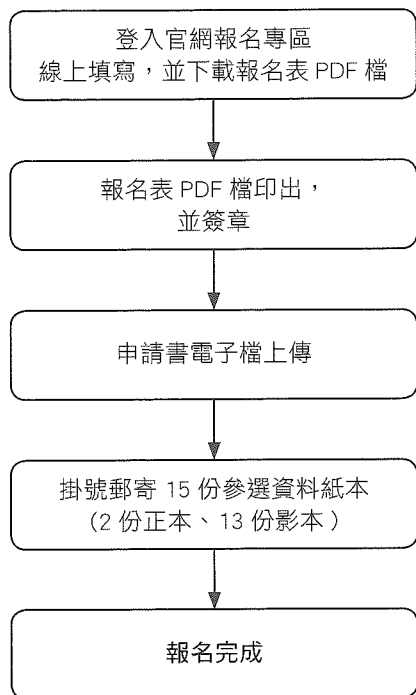 登入官網報名專區
線上填寫，並下載報名表 PDF 檔
報名表 PDF 檔印出，
並簽章
申請書電子檔上傳
掛號郵寄 15 份參選資料紙本
（2 份正本、13 份影本）
報名完成